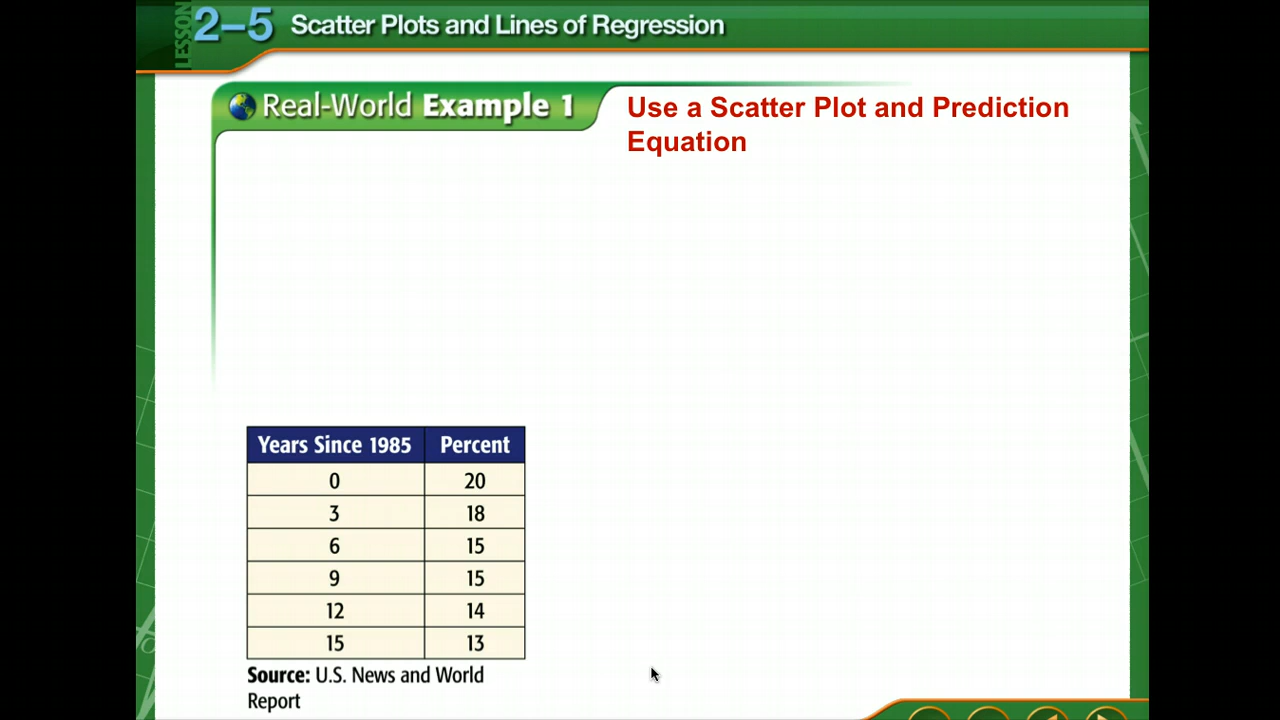 LESSON
2–5 Scatter Plots and Lines of Regression
Real-World Example 1
Use a Scatter Plot and Prediction
Equation
Years Since 1985 Percent
0 20
3 18
6 15
9 15
12 14
15 13
Source: U.S. News and World
Report